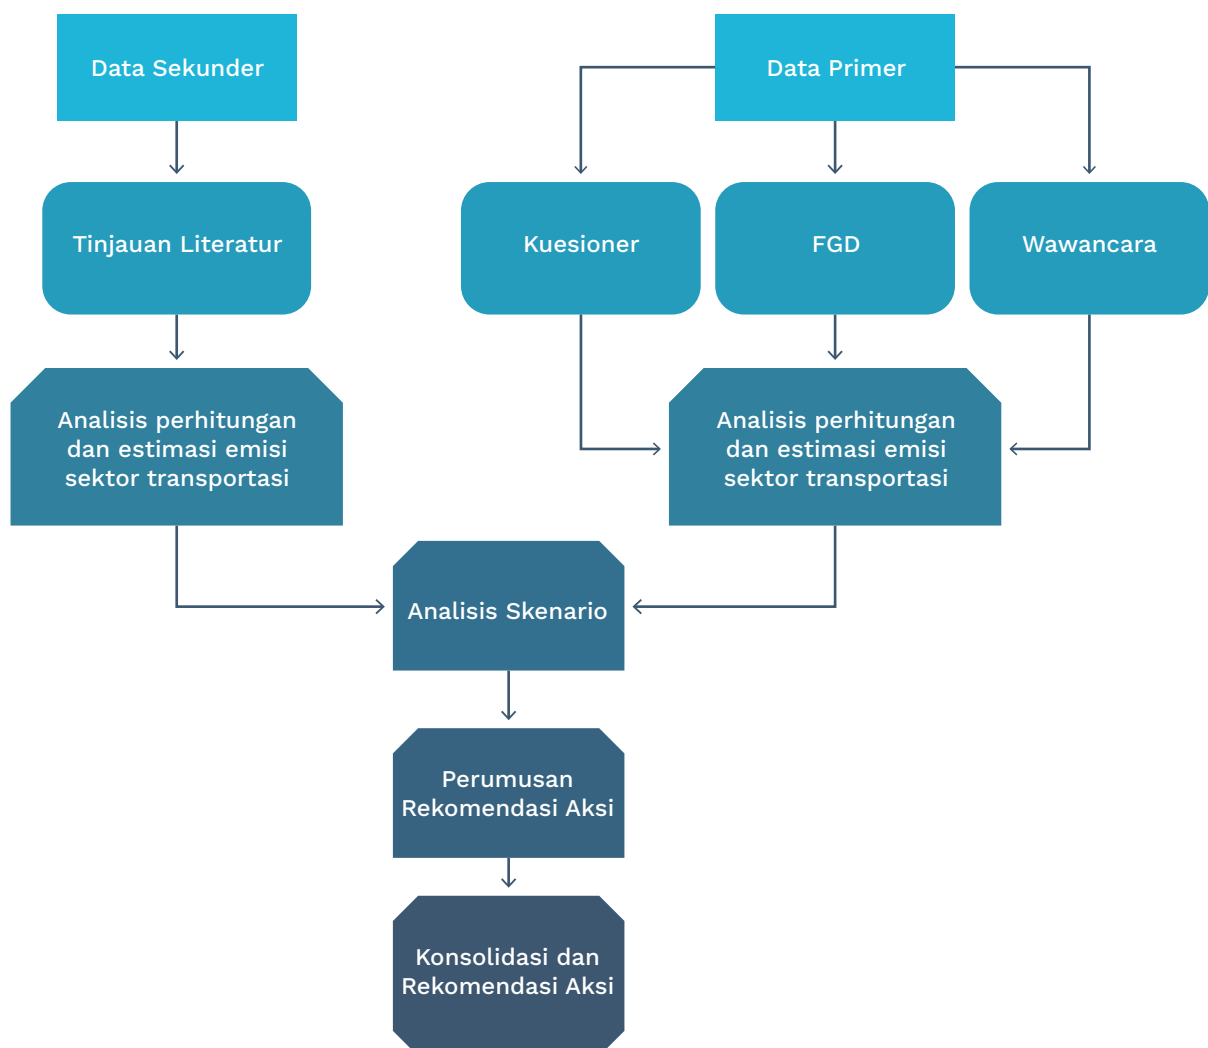 Data Sekunder
Data Primer
Tinjauan Literatur
Kuesioner
FGD
Wawancara
Analisis perhitungan
dan estimasi emisi
sektor transportasi
Analisis perhitungan
dan estimasi emisi
sektor transportasi
Analisis Skenario
Perumusan
Rekomendasi Aksi
Konsolidasi dan
Rekomendasi Aksi